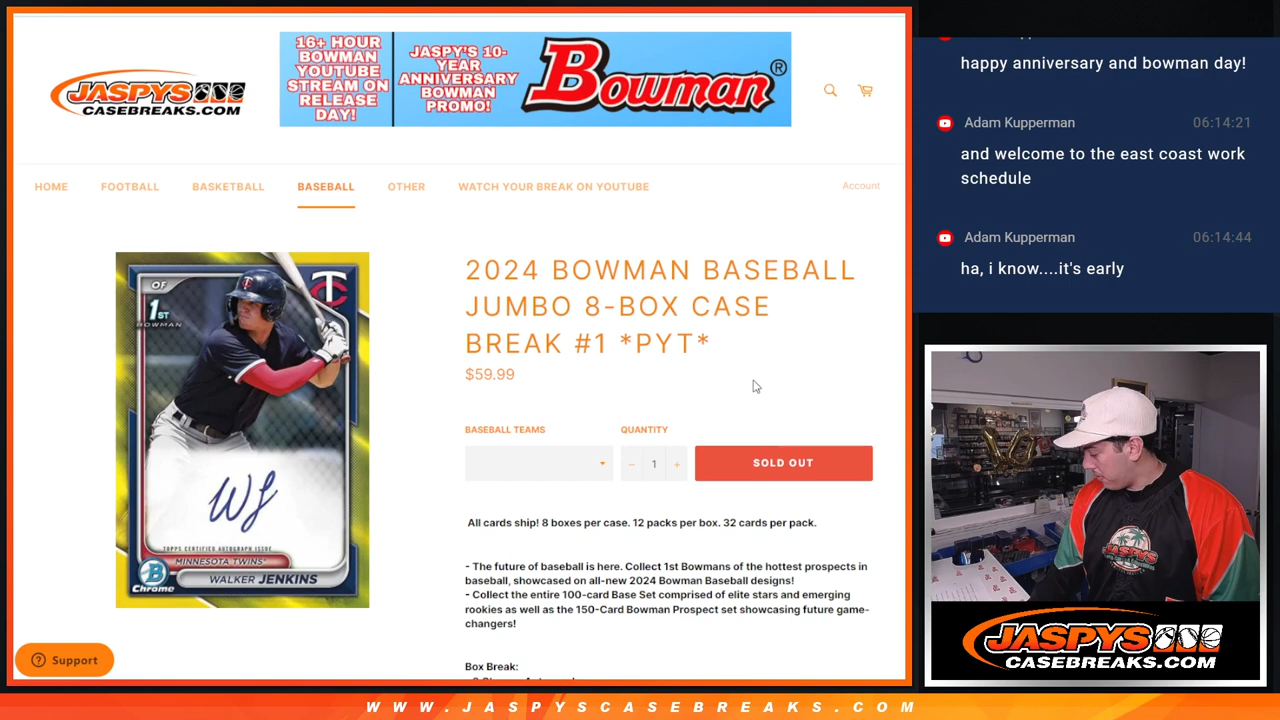 16+ HOUR
BOWMAN
YOUTUBE
STREAM ON
RELEASE
DAY!
JASPY'S 10-
YEAR
ANNIVERSARY
BOWMAN
PROMO!
Bowman®
JASPYS
CASEBREAKS.COM
HOME
FOOTBALL
BASKETBALL
BASEBALL
OTHER
WATCH YOUR BREAK ON YOUTUBE
Account
OF
1ST
BOWMAN
TOPPS CERTIFIED AUTOGRAPH ISSUE
MINNESOTA TWINS
WALKER JENKINS
B
Chrome
2024 BOWMAN BASEBALL
JUMBO 8-BOX CASE
BREAK #1 *PYT*
$59.99
BASEBALL TEAMS
QUANTITY
− 1 +
SOLD OUT
All cards ship! 8 boxes per case. 12 packs per box. 32 cards per pack.
- The future of baseball is here. Collect 1st Bowmans of the hottest prospects in
baseball, showcased on all-new 2024 Bowman Baseball designs!
- Collect the entire 100-card Base Set comprised of elite stars and emerging
rookies as well as the 150-Card Bowman Prospect set showcasing future game-
changers!
Box Break:
Support
happy anniversary and bowman day!
Adam Kupperman 06:14:21
and welcome to the east coast work
schedule
Adam Kupperman 06:14:44
ha, i know....it's early
JASPYS
JASPYS
CASEBREAKS.COM
WWW.JASPYSCASEBREAKS.COM